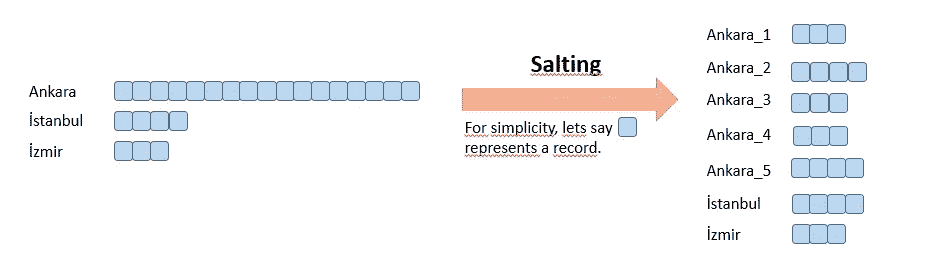 Ankara
İstanbul
İzmir
Salting
For simplicity, lets say
represents a record.
Ankara_1
Ankara_2
Ankara_3
Ankara_4
Ankara_5
İstanbul
İzmir